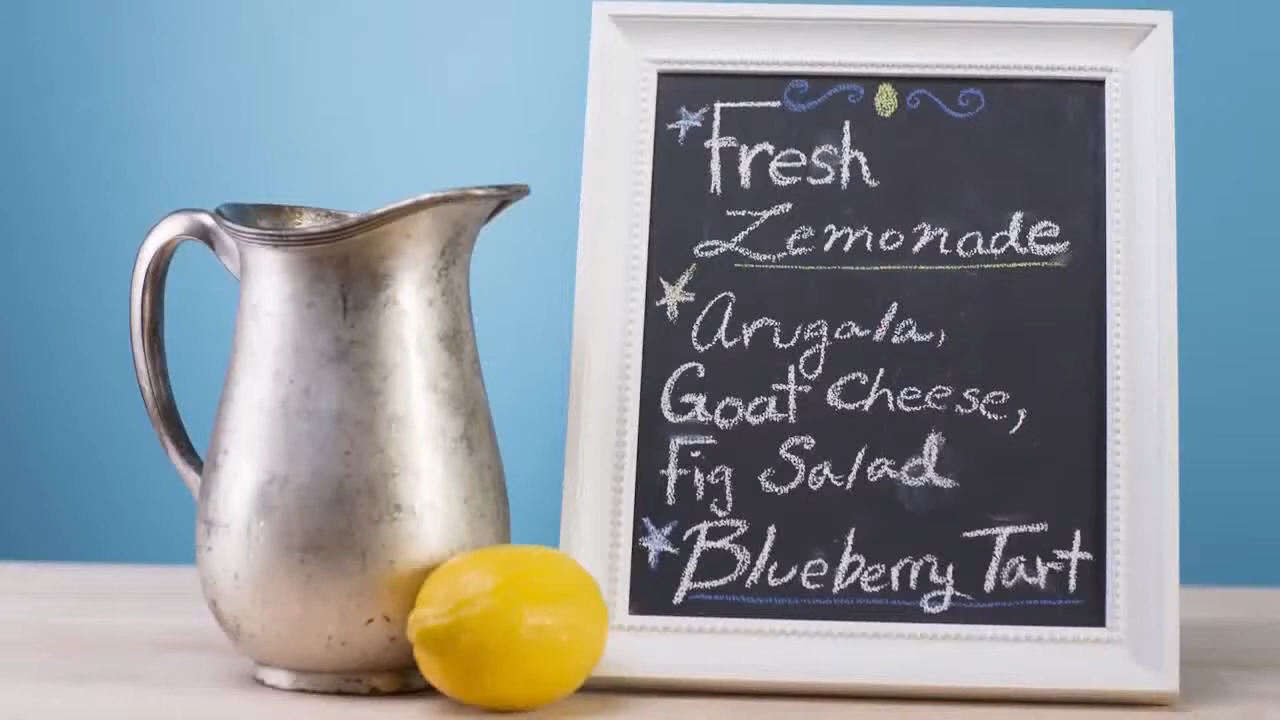 Fresh
Lemonade
Arugala,
Goat Cheese,
Fig Salad
Blueberry Tart